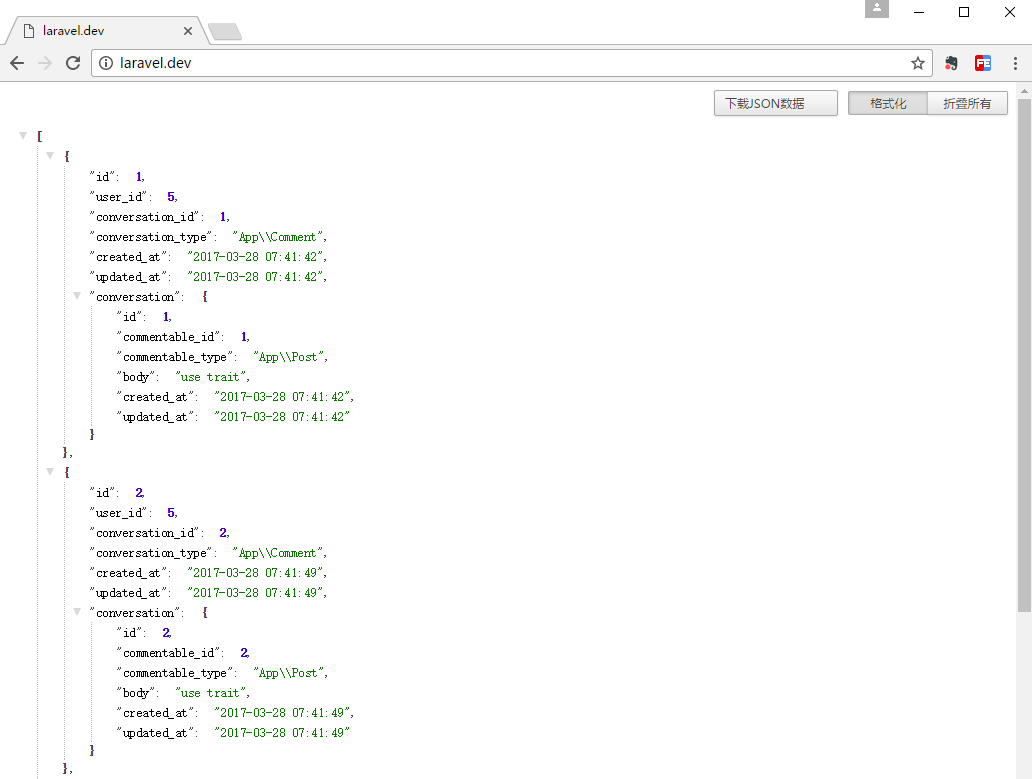 laravel.dev
laravel.dev
下载JSON数据 格式化 折叠所有
[
{
"id": 1,
"user_id": 5,
"conversation_id": 1,
"conversation_type": "App\\Comment",
"created_at": "2017-03-28 07:41:42",
"updated_at": "2017-03-28 07:41:42",
"conversation": {
"id": 1,
"commentable_id": 1,
"commentable_type": "App\\Post",
"body": "use trait",
"created_at": "2017-03-28 07:41:42",
"updated_at": "2017-03-28 07:41:42"
}
},
{
"id": 2,
"user_id": 5,
"conversation_id": 2,
"conversation_type": "App\\Comment",
"created_at": "2017-03-28 07:41:49",
"updated_at": "2017-03-28 07:41:49",
"conversation": {
"id": 2,
"commentable_id": 2,
"commentable_type": "App\\Post",
"body": "use trait",
"created_at": "2017-03-28 07:41:49",
"updated_at": "2017-03-28 07:41:49"
}
},